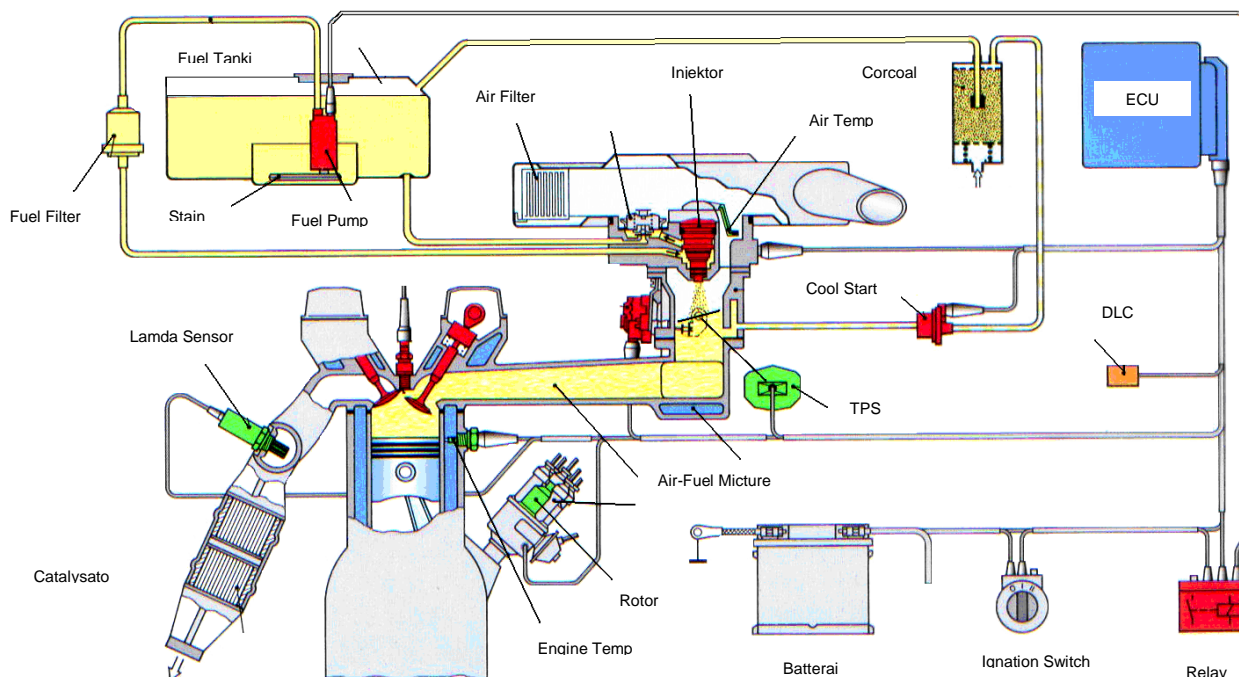 Fuel Tanki
Injektor
Corcoal
Air Filter
ECU
Air Temp
Fuel Filter
Stain
Fuel Pump
Cool Start
DLC
Lamda Sensor
TPS
Air-Fuel Micture
Catalysato
Rotor
Engine Temp
O I II
Batterai
Ignation Switch
Relay